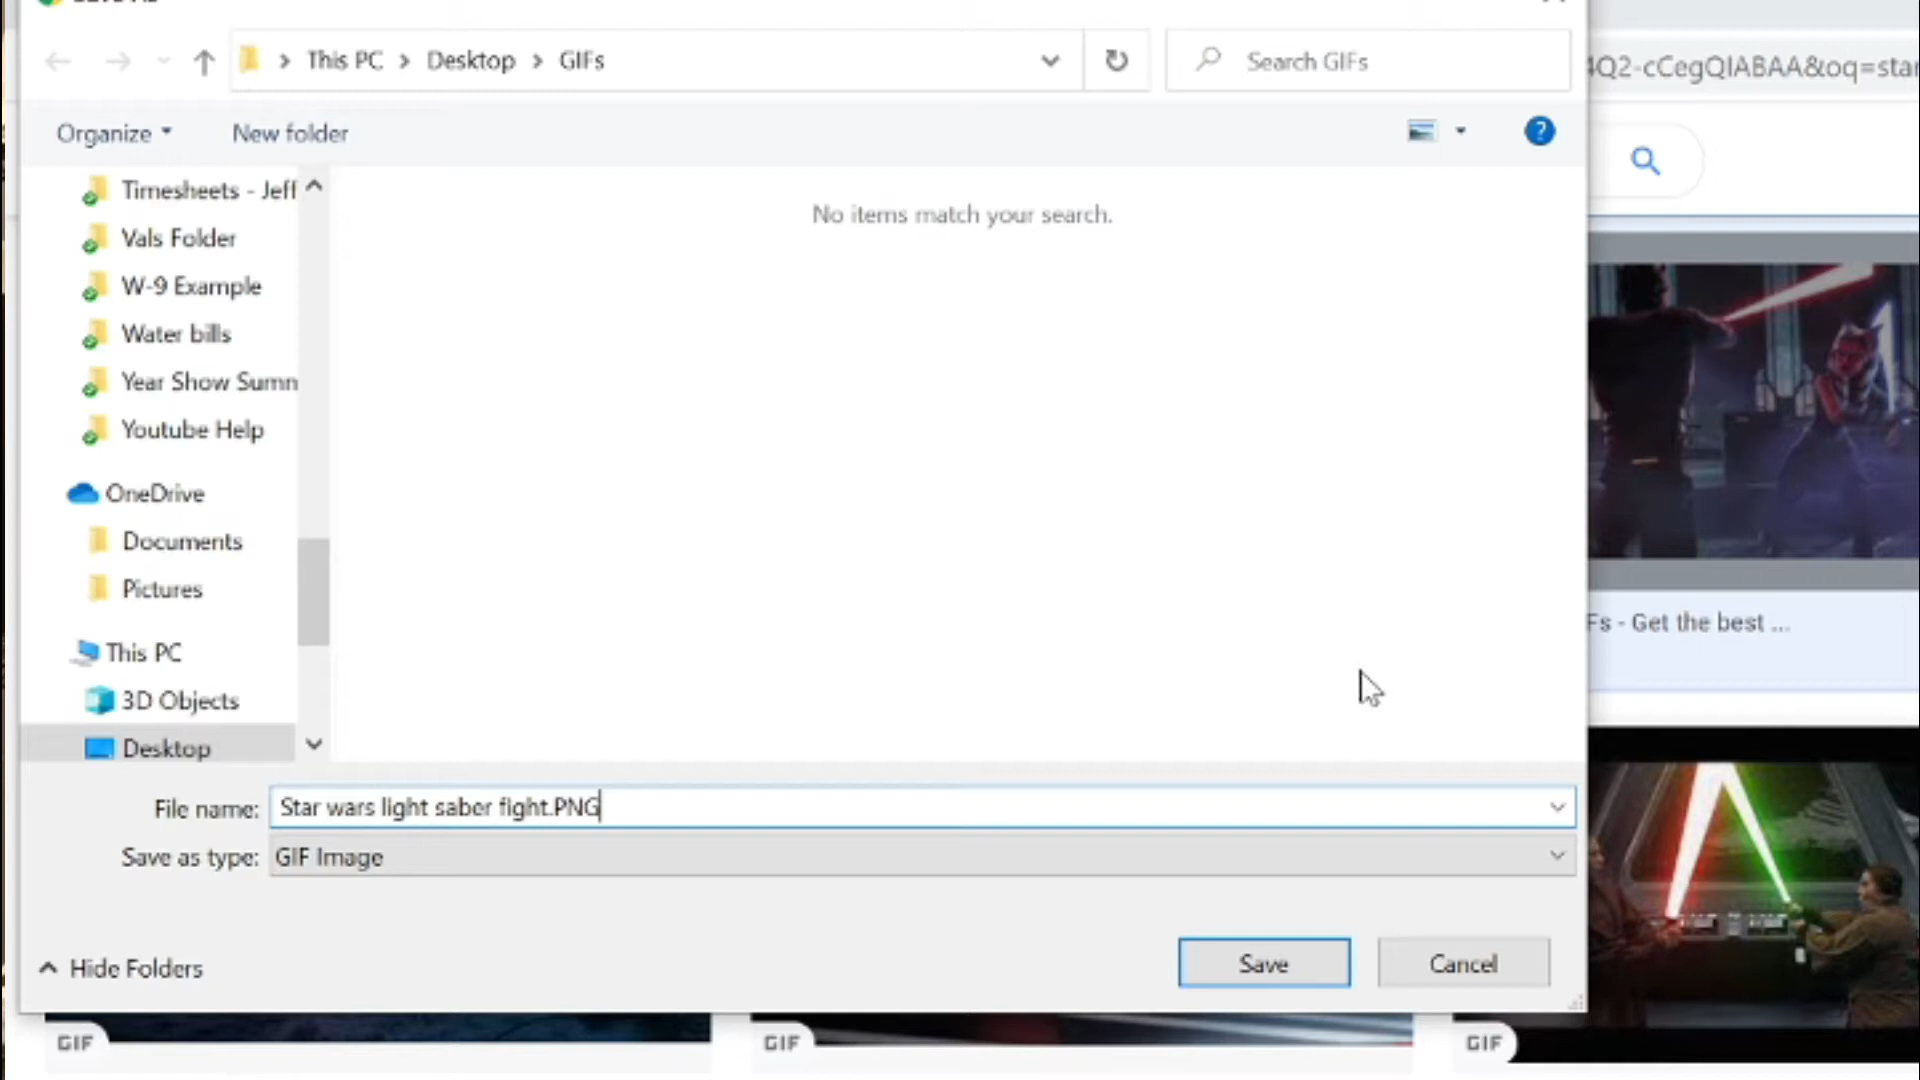 This PC > Desktop > GIFs
Search GIFs
4Q2-cCegQIABAA&oq=star
Organize
New folder
?
Timesheets - Jeff
No items match your search.
Vals Folder
W-9 Example
Water bills
Year Show Summ
Youtube Help
OneDrive
Documents
Pictures
Fs - Get the best ...
This PC
3D Objects
Desktop
File name: Star wars light saber fight.PNG
Save as type: GIF Image
Hide Folders
Save
Cancel
GIF
GIF
GIF